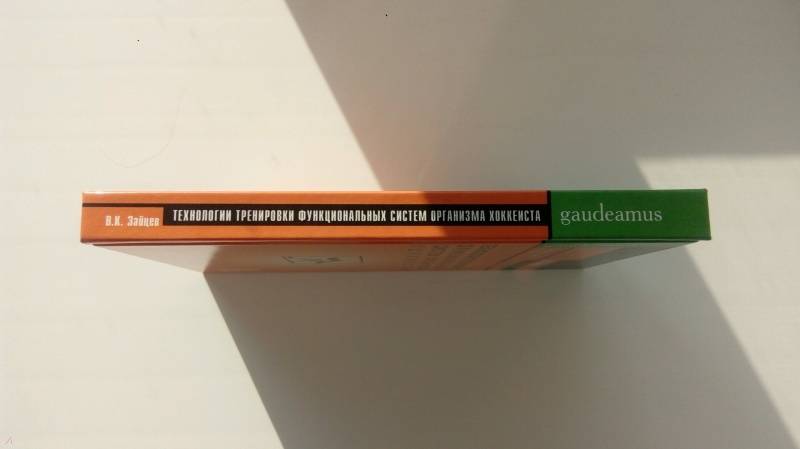 В.К. Зайцев
ТЕХНОЛОГИИ ТРЕНИРОВКИ ФУНКЦИОНАЛЬНЫХ СИСТЕМ ОРГАНИЗМА ХОККЕИСТА
gaudeamus